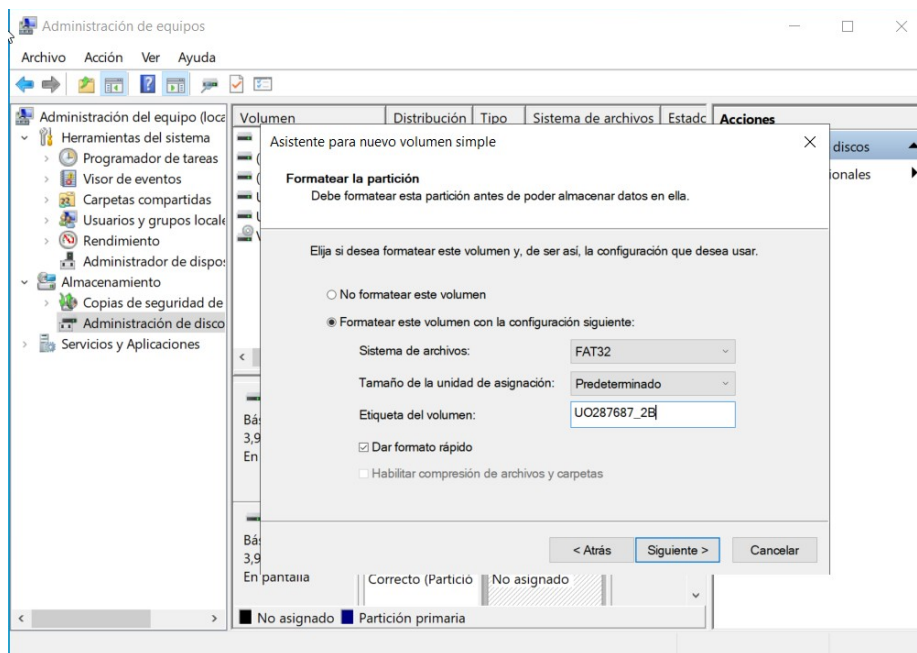 Administración de equipos
Archivo Acción Ver Ayuda
Administración del equipo (loca
Herramientas del sistema
Programador de tareas
Visor de eventos
Carpetas compartidas
Usuarios y grupos locale
Rendimiento
Administrador de dispos
Almacenamiento
Copias de seguridad de
Administración de disco
Servicios y Aplicaciones
Volumen Distribución Tipo Sistema de archivos Estadc
Acciones
discos
ionales
Asistente para nuevo volumen simple
Formatear la partición
Debe formatear esta partición antes de poder almacenar datos en ella.
Elija si desea formatear este volumen y, de ser así, la configuración que desea usar.
No formatear este volumen
Formatear este volumen con la configuración siguiente:
Sistema de archivos: FAT32
Tamaño de la unidad de asignación: Predeterminado
Etiqueta del volumen: UO287687_2B
Dar formato rápido
Habilitar compresión de archivos y carpetas
< Atrás Siguiente > Cancelar
Bás
3,9
En
Bás
3,9
En pantalla
Correcto (Partició No asignado
No asignado Partición primaria